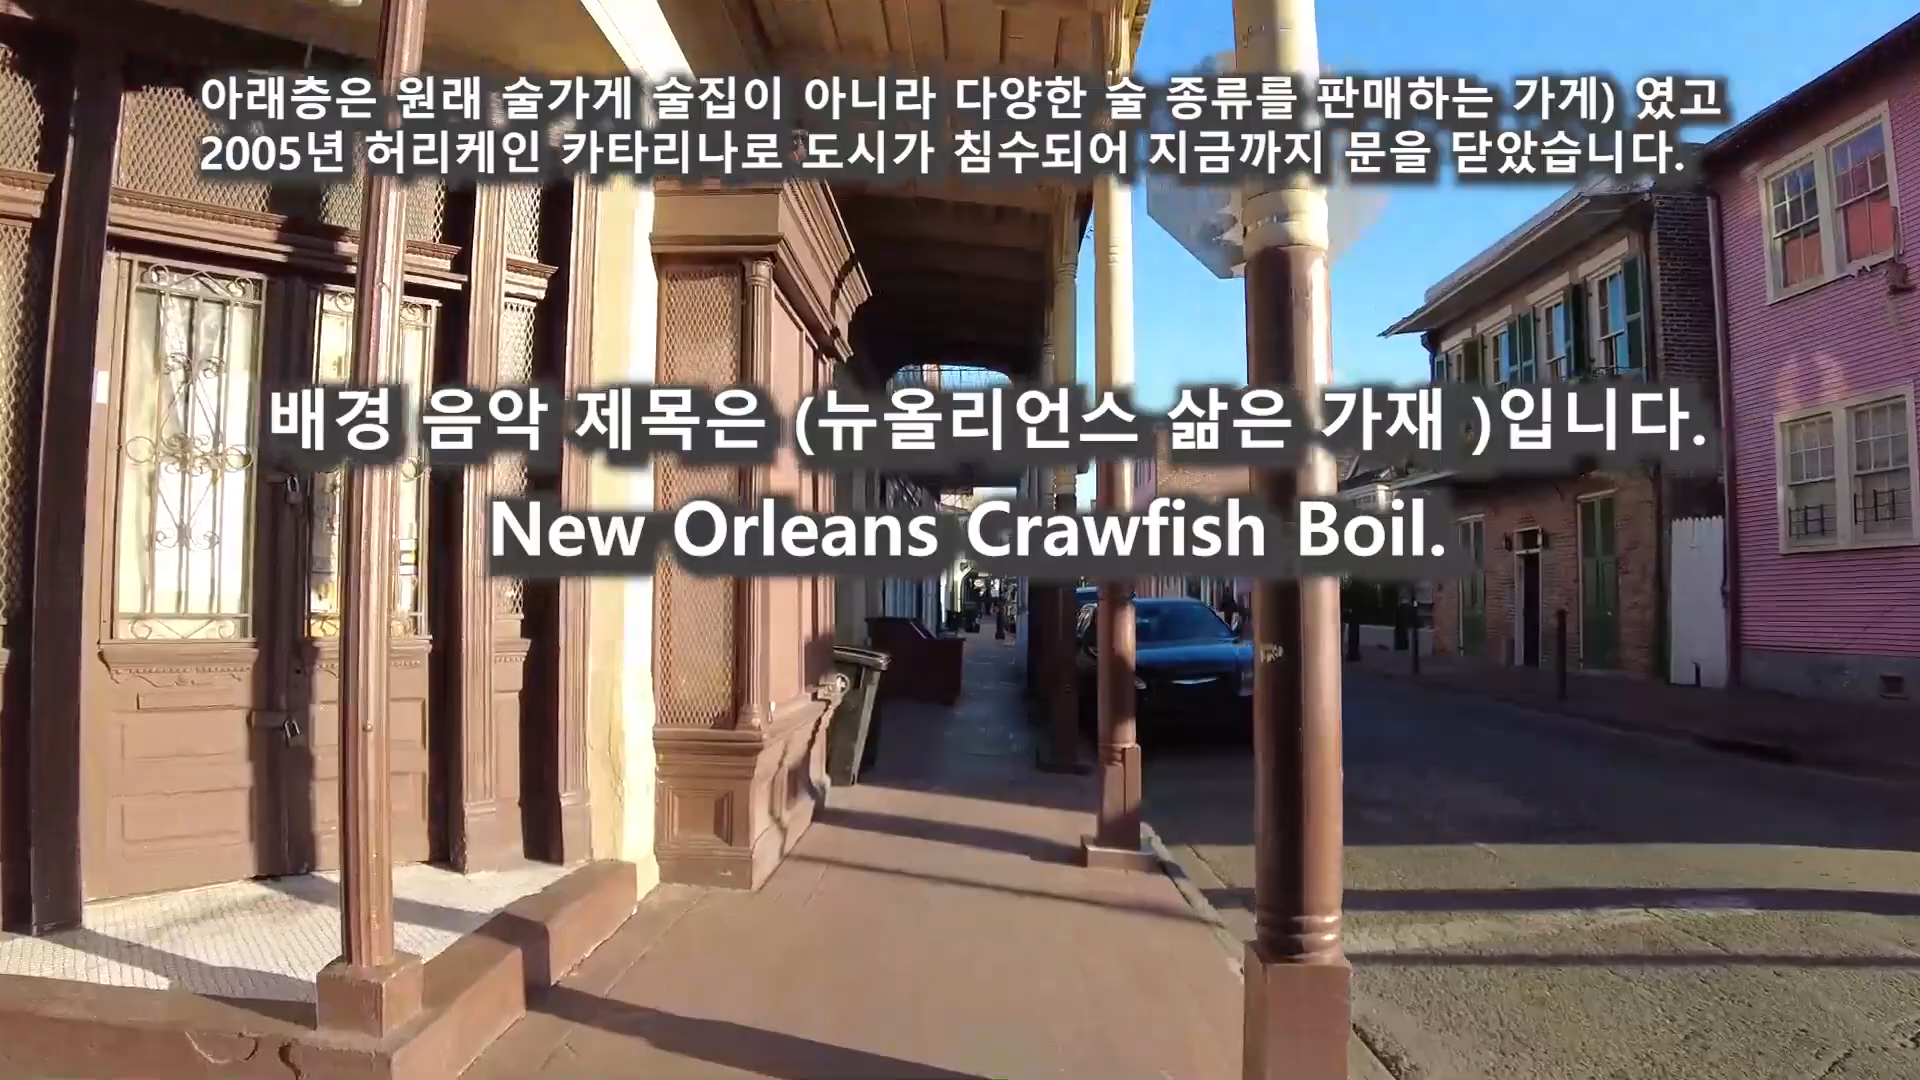 아래층은 원래 술가게 술집이 아니라 다양한 술 종류를 판매하는 가게) 였고
2005년 허리케인 카타리나로 도시가 침수되어 지금까지 문을 닫았습니다.
배경 음악 제목은 (뉴올리언스 삶은 가재 )입니다.
New Orleans Crawfish Boil.